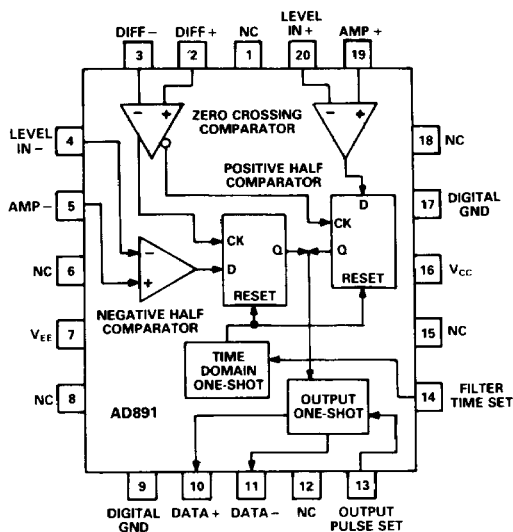 DIFF− DIFF+ NC LEVEL IN+ AMP+
3 2 1 20 19
− + − +
ZERO CROSSING
COMPARATOR
LEVEL
IN−
4
18 NC
POSITIVE HALF
COMPARATOR
AMP− 5
17 DIGITAL
GND
D
CK
Q
RESET
CK
D
Q
RESET
−
+
NC 6
16 VCC
NEGATIVE HALF
COMPARATOR
VEE 7
15 NC
TIME
DOMAIN
ONE-SHOT
NC 8
14 FILTER
TIME SET
AD891
OUTPUT
ONE-SHOT
9 10 11 12 13
DIGITAL
GND
DATA+ DATA− NC OUTPUT
PULSE SET